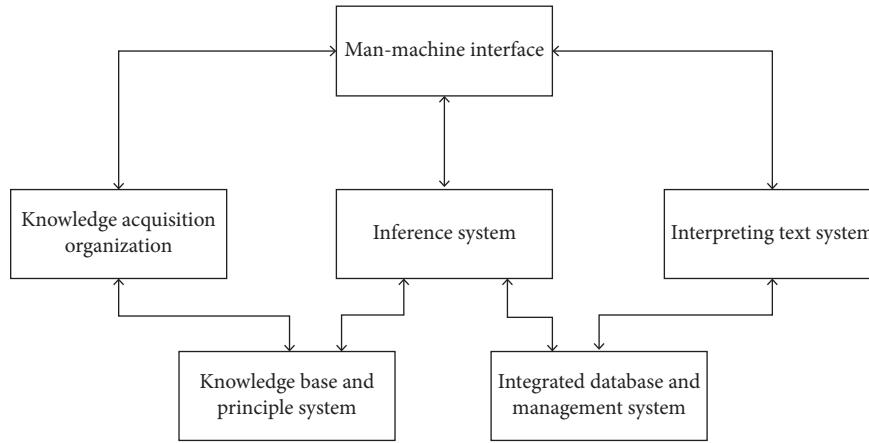 Man-machine interface
Knowledge acquisition
organization
Inference system
Interpreting text system
Knowledge base and
principle system
Integrated database and
management system